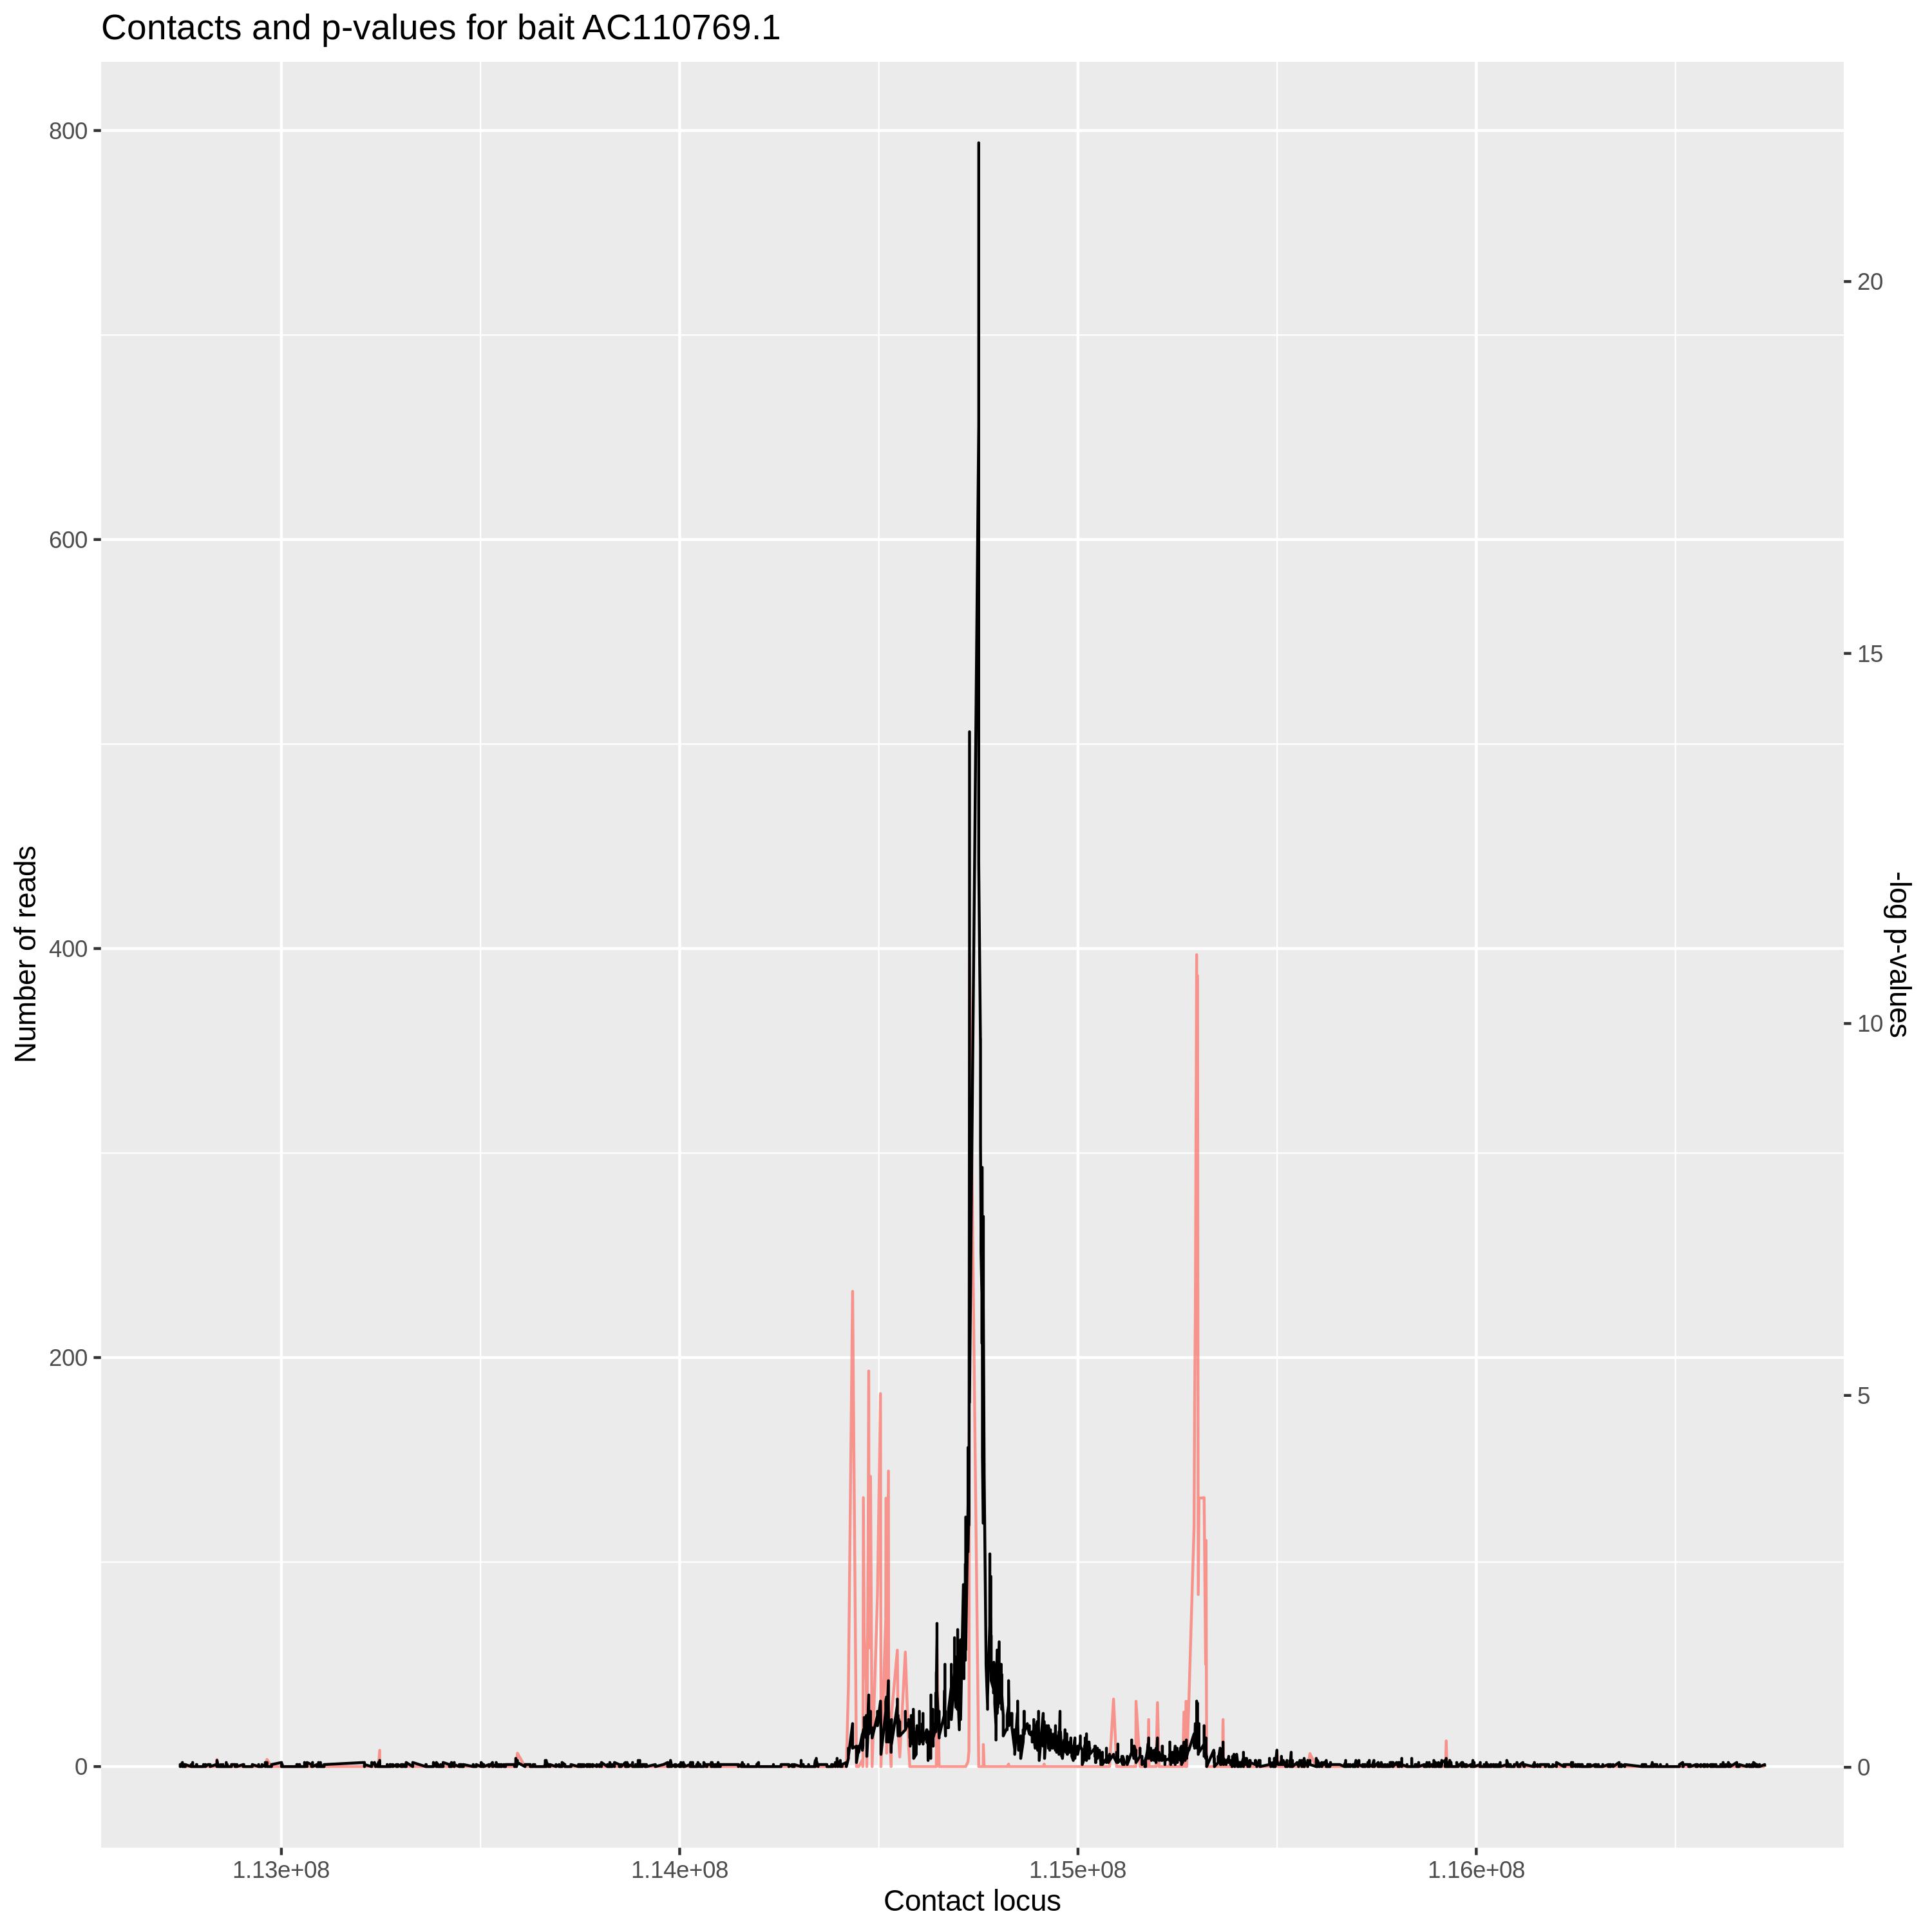 Contacts and p-values for bait AC110769.1
800
600
400
200
0
Number of reads
20
15
10
5
0
-log p-values
1.13e+08
1.14e+08
1.15e+08
1.16e+08
Contact locus